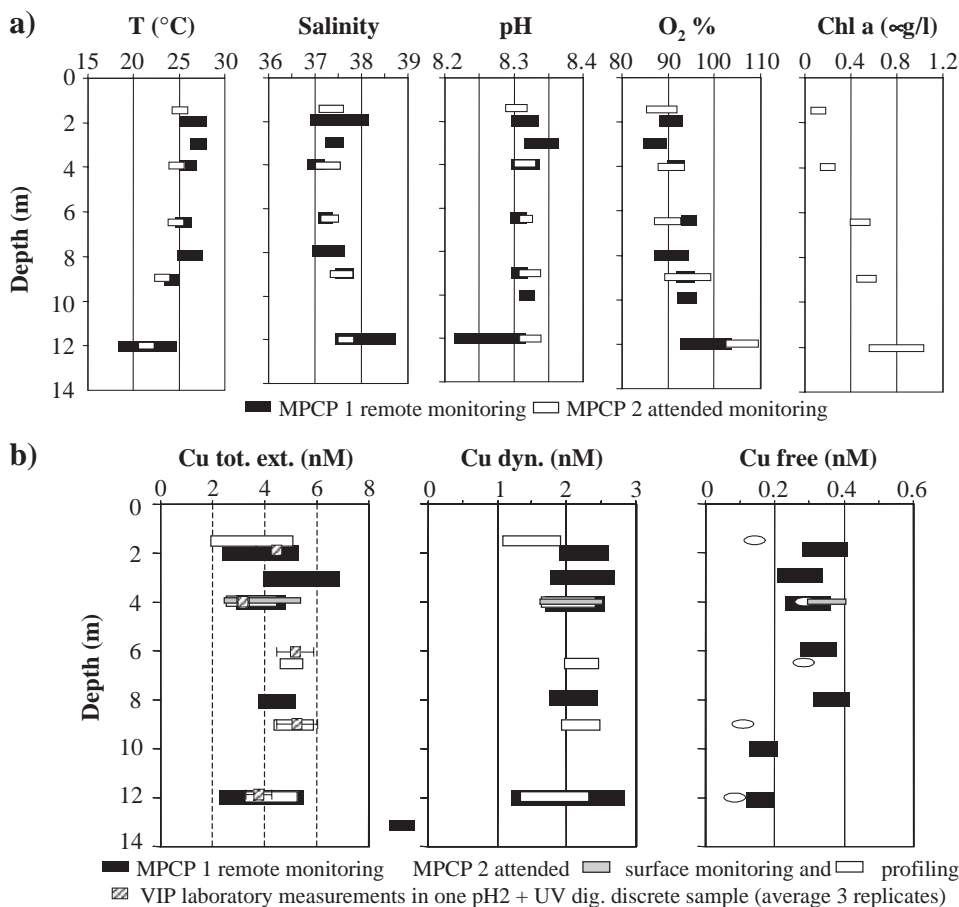 a)
T (°C) Salinity pH O2 % Chl a (∝g/l)
15 20 25 30 36 37 38 39 8.2 8.3 8.4 80 90 100 110 0 0.4 0.8 1.2
0
2
4
6
8
10
12
14
Depth (m)
MPCP 1 remote monitoring MPCP 2 attended monitoring
b)
Cu tot. ext. (nM) Cu dyn. (nM) Cu free (nM)
0 2 4 6 8 0 1 2 3 0 0.2 0.4 0.6
0
2
4
6
8
10
12
14
Depth (m)
MPCP 1 remote monitoring MPCP 2 attended surface monitoring and profiling
VIP laboratory measurements in one pH2 + UV dig. discrete sample (average 3 replicates)